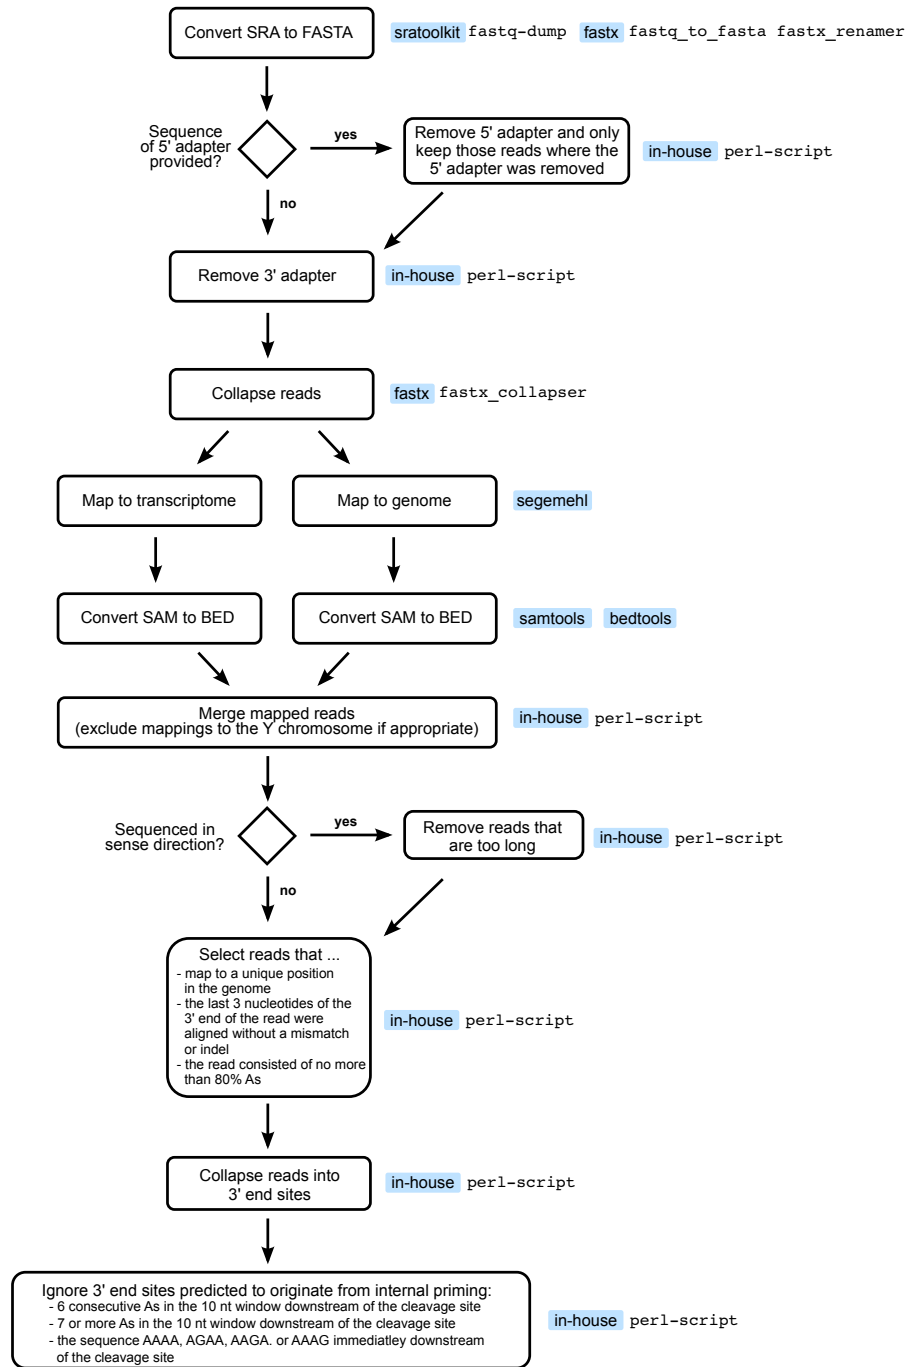 Convert SRA to FASTA
sratoolkit fastq-dump fastx fastq_to_fasta fastx_renamer
Sequence
of 5' adapter
provided?
yes
Remove 5' adapter and only
keep those reads where the
5' adapter was removed
in-house perl-script
no
Remove 3' adapter
in-house perl-script
Collapse reads
fastx fastx_collapser
Map to transcriptome
Map to genome
segemehl
Convert SAM to BED
Convert SAM to BED
samtools bedtools
Merge mapped reads
(exclude mappings to the Y chromosome if appropriate)
in-house perl-script
Sequenced in
sense direction?
yes
Remove reads that
are too long
in-house perl-script
no
Select reads that ...
- map to a unique position
in the genome
- the last 3 nucleotides of the
3' end of the read were
aligned without a mismatch
or indel
- the read consisted of no more
than 80% As
in-house perl-script
Collapse reads into
3' end sites
in-house perl-script
Ignore 3' end sites predicted to originate from internal priming:
- 6 consecutive As in the 10 nt window downstream of the cleavage site
- 7 or more As in the 10 nt window downstream of the cleavage site
- the sequence AAAA, AGAA, AAGA. or AAAG immediatley downstream
of the cleavage site
in-house perl-script